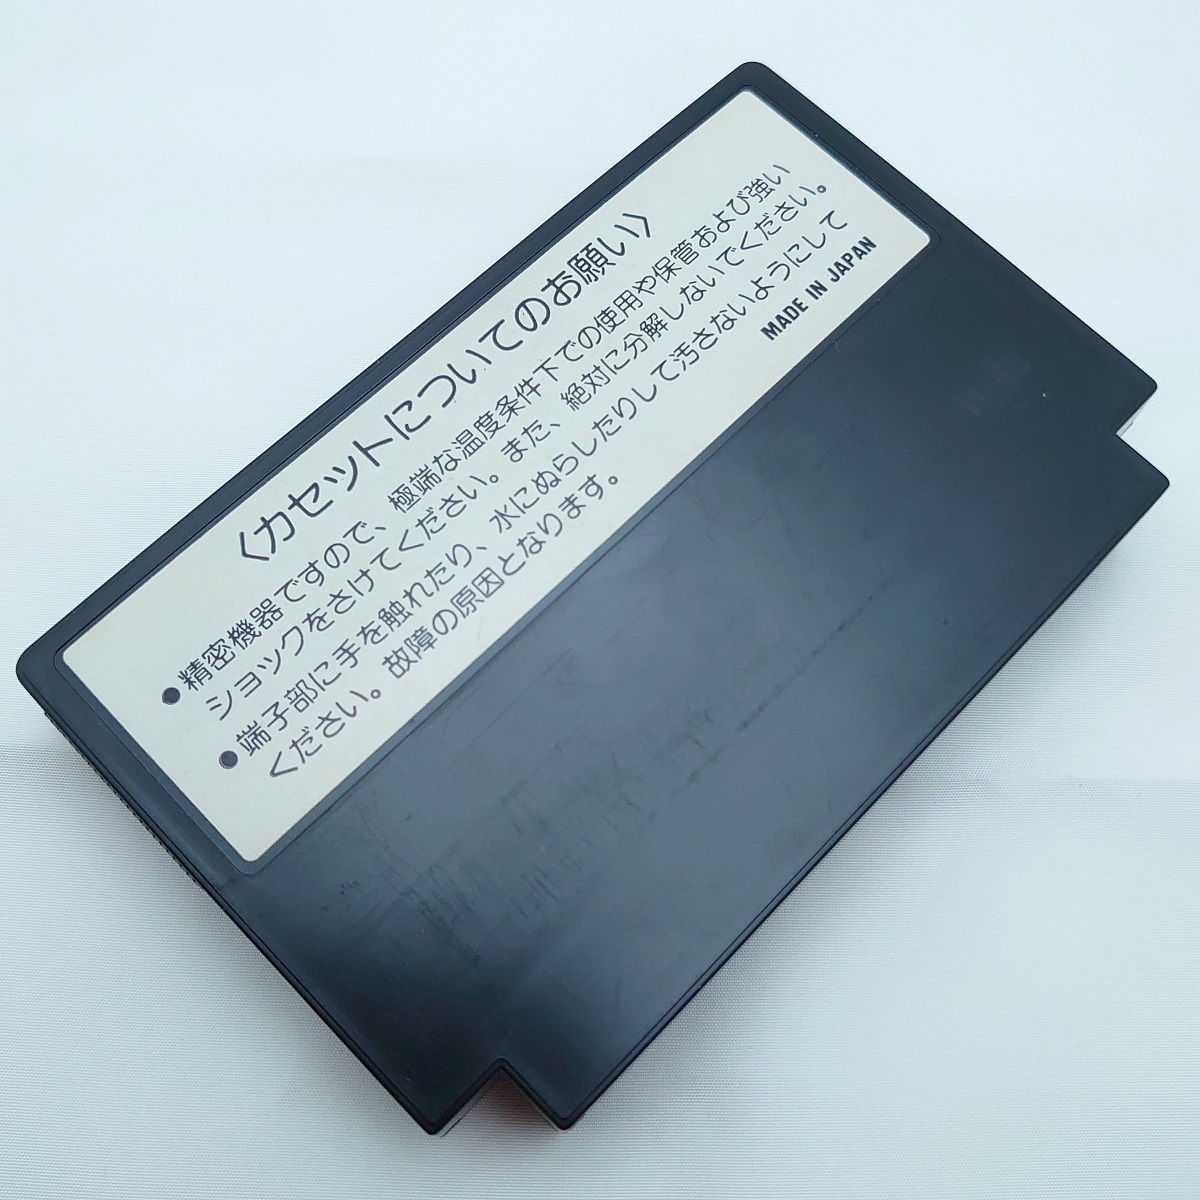 〈カセットについてのお願い〉
●精密機器ですので、極端な温度条件下での使用や保管および強い
ショックをさけてください。また、絶対に分解しないでください。
●端子部に手を触れたり、水にぬらしたりして汚さないようにして
ください。故障の原因となります。
MADE IN JAPAN